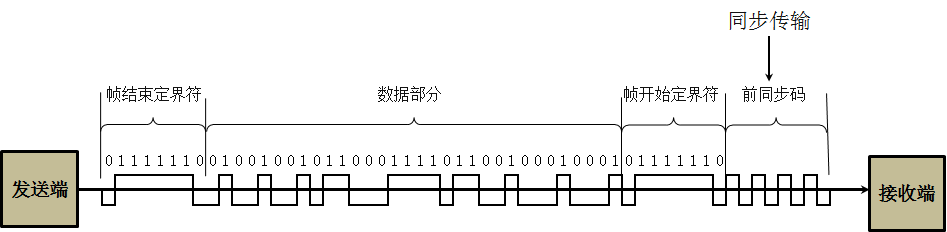 同步传输
帧结束定界符 数据部分 帧开始定界符 前同步码
0 1 1 1 1 1 1 0 0 1 0 0 1 0 0 1 0 1 1 0 0 0 1 1 1 1 0 1 1 0 0 1 0 0 0 1 0 0 0 1 0 1 1 1 1 1 1 0
发送端 接收端